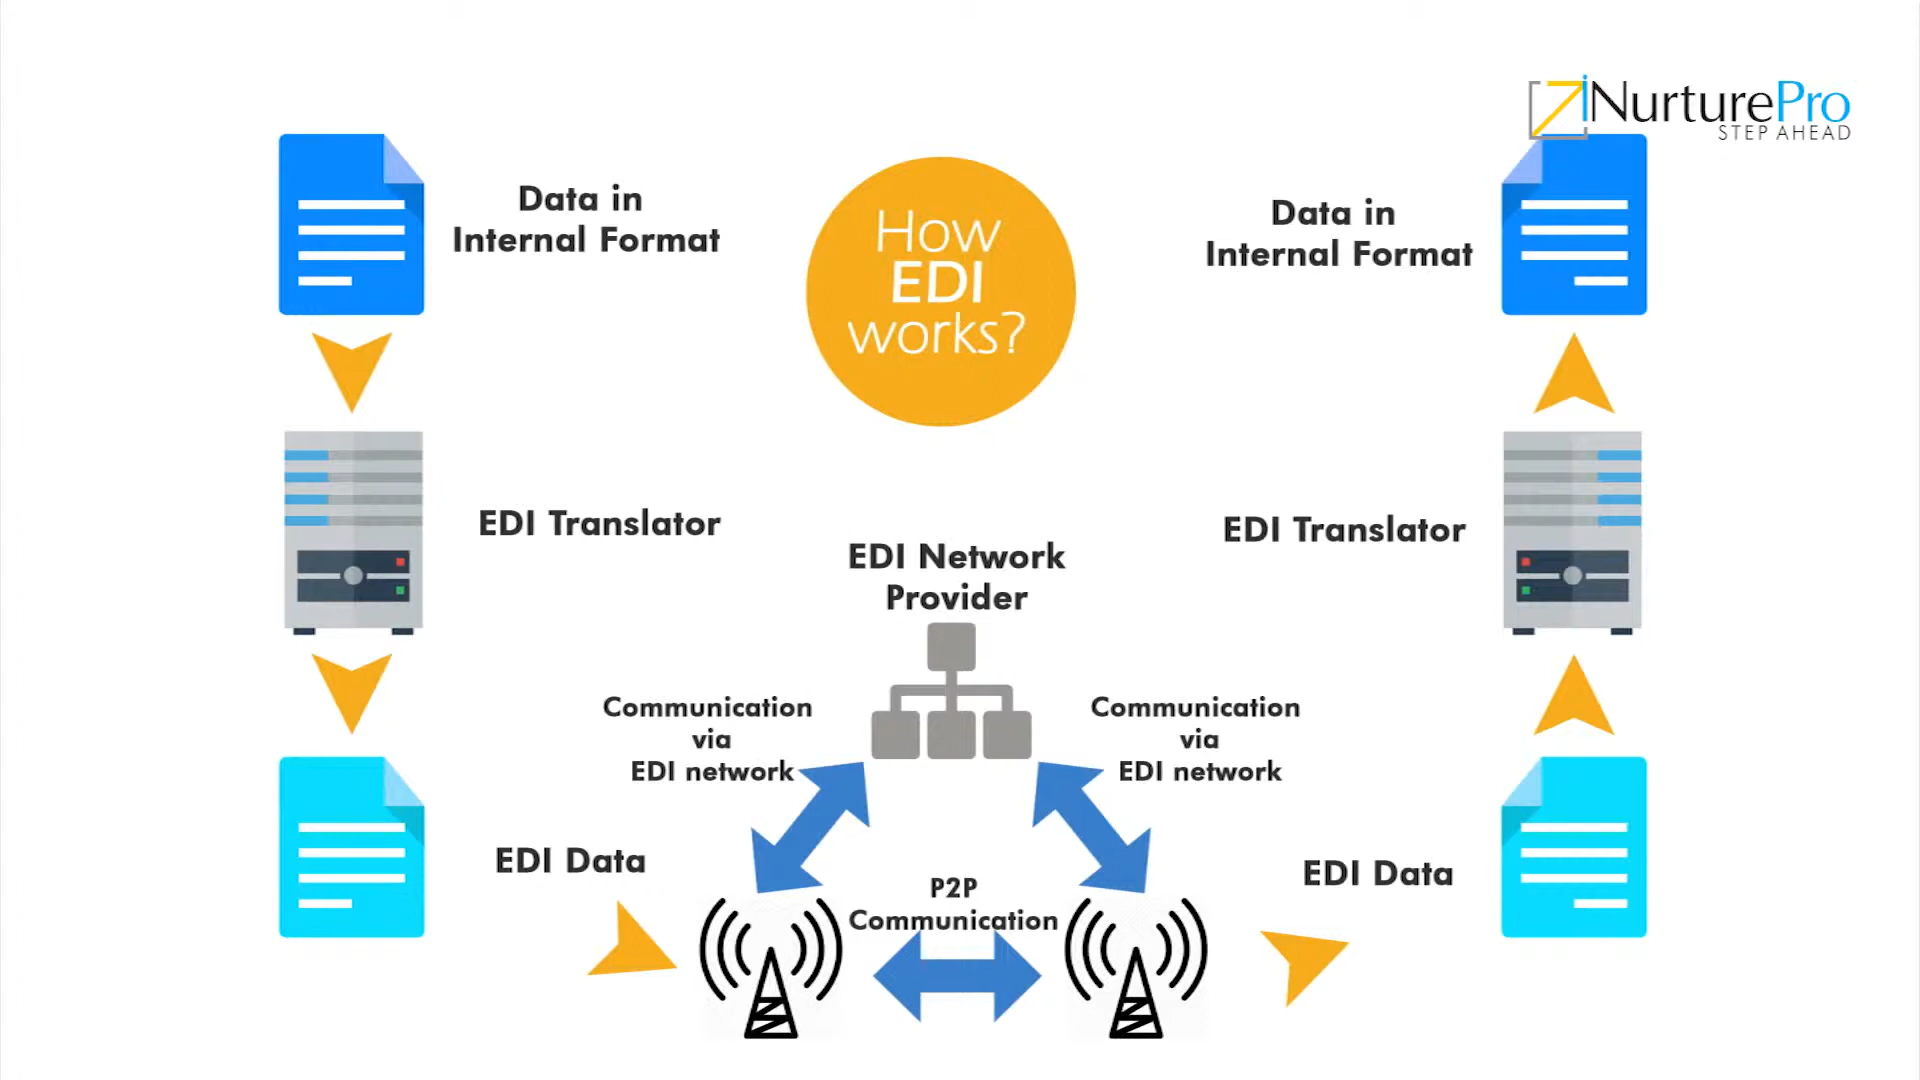 iNurturePro
STEP AHEAD
Data in
Internal Format
How
EDI
works?
Data in
Internal Format
EDI Translator
EDI Network
Provider
EDI Translator
Communication
via
EDI network
Communication
via
EDI network
EDI Data
P2P
Communication
EDI Data